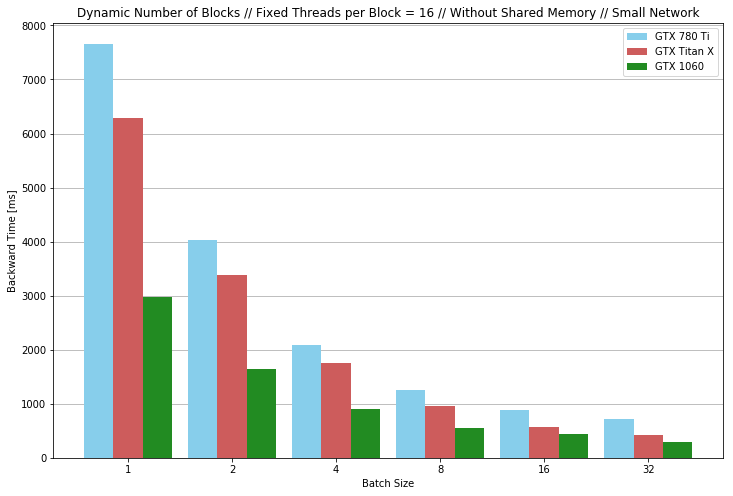 Dynamic Number of Blocks // Fixed Threads per Block = 16 // Without Shared Memory // Small Network
GTX 780 Ti
GTX Titan X
GTX 1060
Backward Time [ms]
8000
7000
6000
5000
4000
3000
2000
1000
0
1 2 4 8 16 32
Batch Size